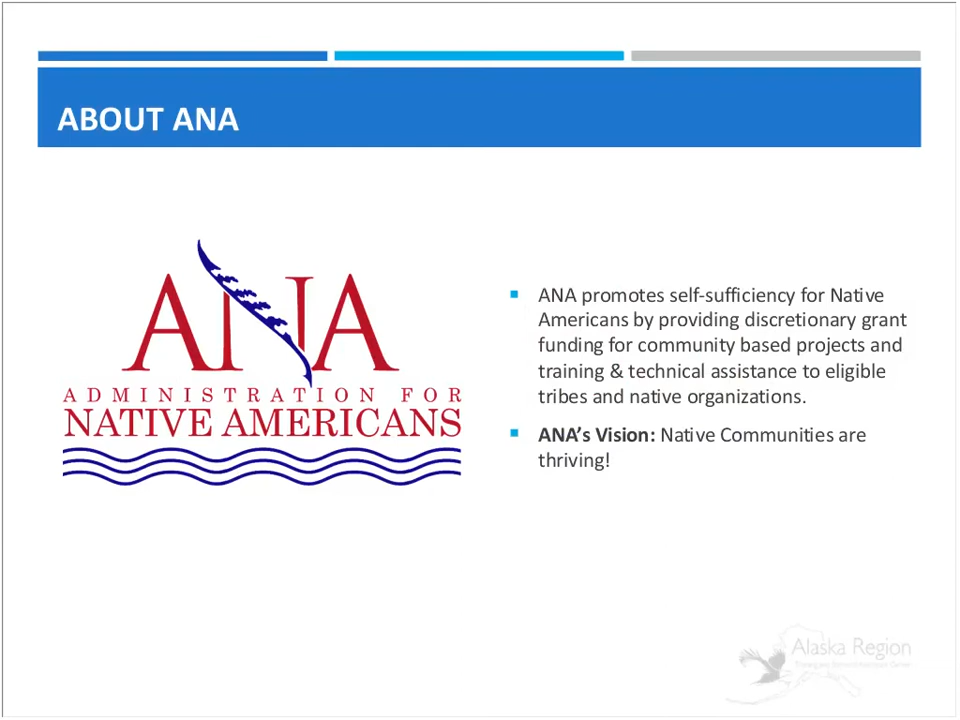 ABOUT ANA
ANA
ADMINISTRATION FOR
NATIVE AMERICANS
▪ ANA promotes self-sufficiency for Native
Americans by providing discretionary grant
funding for community based projects and
training & technical assistance to eligible
tribes and native organizations.
▪ ANA’s Vision: Native Communities are
thriving!
Alaska Region